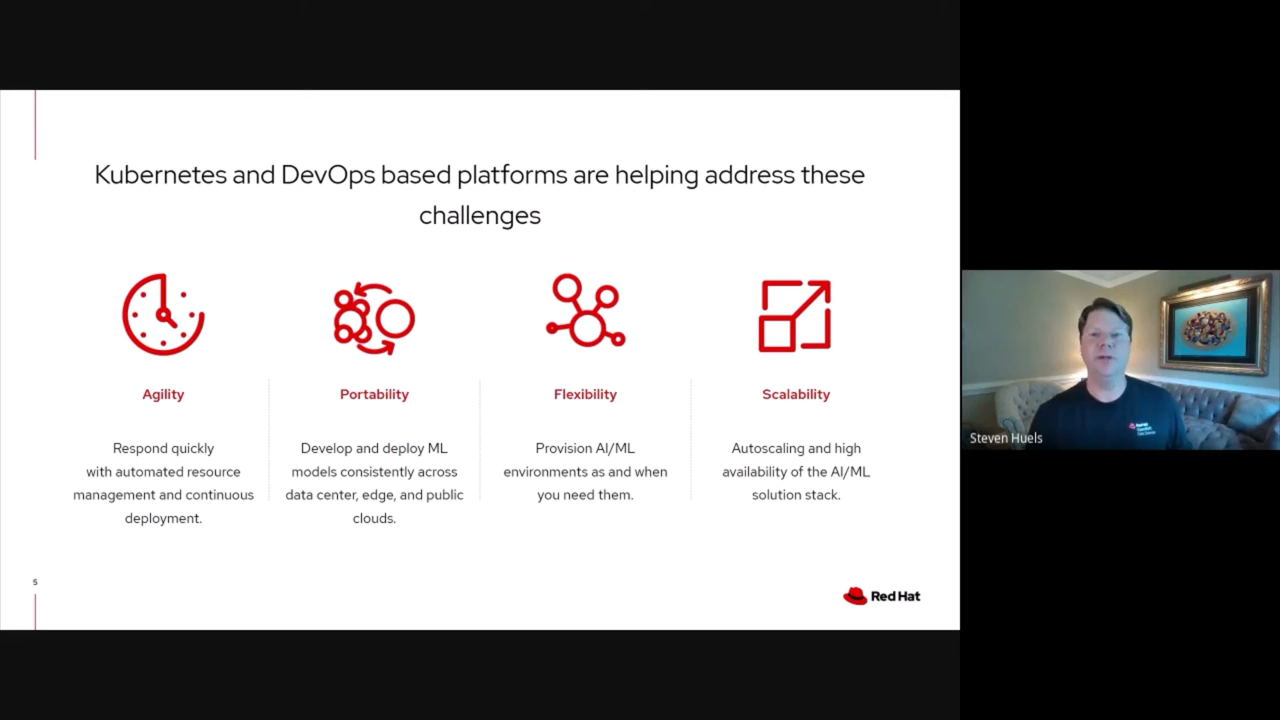 Kubernetes and DevOps based platforms are helping address these
challenges
Agility
Respond quickly
with automated resource
management and continuous
deployment.
Portability
Develop and deploy ML
models consistently across
data center, edge, and public
clouds.
Flexibility
Provision AI/ML
environments as and when
you need them.
Scalability
Autoscaling and high
availability of the AI/ML
solution stack.
5
Red Hat
Steven Huels